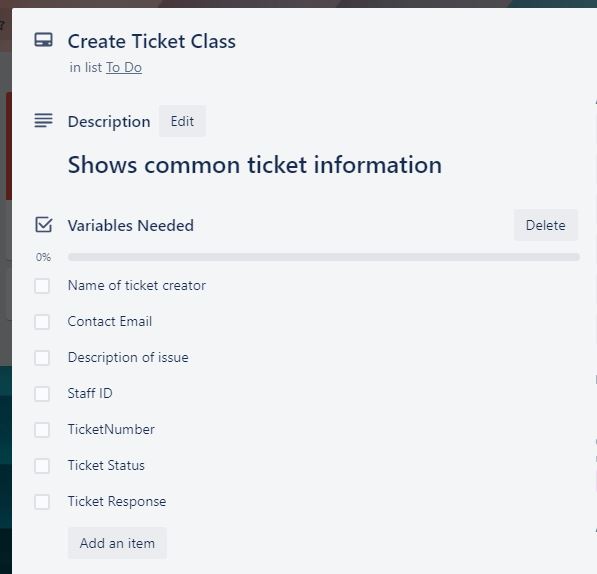 Create Ticket Class
in list To Do
Description Edit
Shows common ticket information
Variables Needed Delete
0%
Name of ticket creator
Contact Email
Description of issue
Staff ID
TicketNumber
Ticket Status
Ticket Response
Add an item